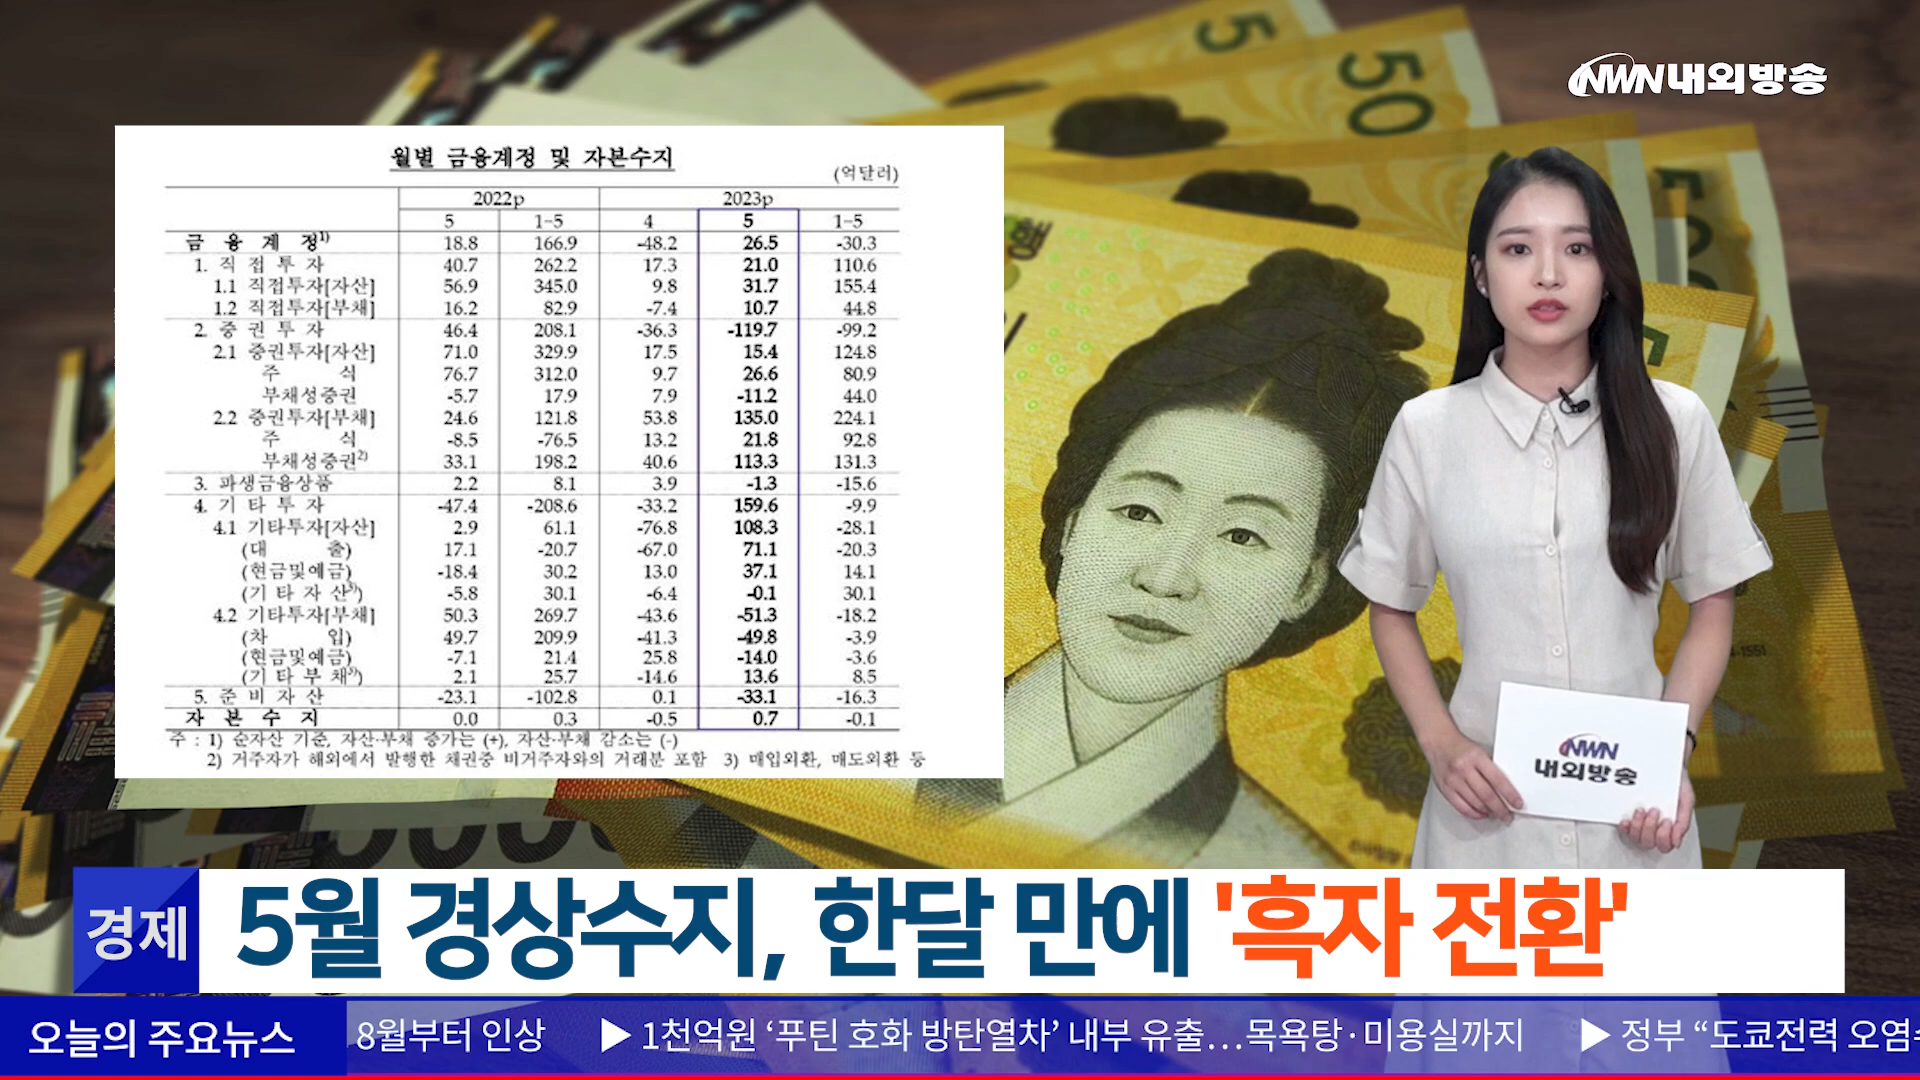 NWN내외방송
월별 금융계정 및 자본수지
(억달러)
2022p 2023p
5 1-5 4 5 1-5
금 융 계 정1) 18.8 166.9 -48.2 26.5 -30.3
1. 직 접 투 자 40.7 262.2 17.3 21.0 110.6
1.1 직접투자[자산] 56.9 345.0 9.8 31.7 155.4
1.2 직접투자[부채] 16.2 82.9 -7.4 10.7 44.8
2. 증 권 투 자 46.4 208.1 -36.3 -119.7 -99.2
2.1 증권투자[자산] 71.0 329.9 17.5 15.4 124.8
주 식 76.7 312.0 9.7 26.6 80.9
부채성증권 -5.7 17.9 7.9 -11.2 44.0
2.2 증권투자[부채] 24.6 121.8 53.8 135.0 224.1
주 식 -8.5 -76.5 13.2 21.8 92.8
부채성증권2) 33.1 198.2 40.6 113.3 131.3
3. 파생금융상품 2.2 8.1 3.9 -1.3 -15.6
4. 기 타 투 자 -47.4 -208.6 -33.2 159.6 -9.9
4.1 기타투자[자산] 2.9 61.1 -76.8 108.3 -28.1
(대 출) 17.1 -20.7 -67.0 71.1 -20.3
(현금및예금) -18.4 30.2 13.0 37.1 14.1
(기 타 자 산3)) -5.8 30.1 -6.4 -0.1 30.1
4.2 기타투자[부채] 50.3 269.7 -43.6 -51.3 -18.2
(차 입) 49.7 209.9 -41.3 -49.8 -3.9
(현금및예금) -7.1 21.4 25.8 -14.0 -3.6
(기 타 부 채3)) 2.1 25.7 -14.6 13.6 8.5
5. 준 비 자 산 -23.1 -102.8 0.1 -33.1 -16.3
자 본 수 지 0.0 0.3 -0.5 0.7 -0.1
주 : 1) 순자산 기준, 자산·부채 증가는 (+), 자산·부채 감소는 (-)
2) 거주자가 해외에서 발행한 채권중 비거주자와의 거래분 포함 3) 매입외환, 매도외환 등
NWN
내외방송
경제 5월 경상수지, 한달 만에 '흑자 전환'
오늘의 주요뉴스 8월부터 인상 ▶ 1천억원 ‘푸틴 호화 방탄열차’ 내부 유출…목욕탕·미용실까지 ▶ 정부 “도쿄전력